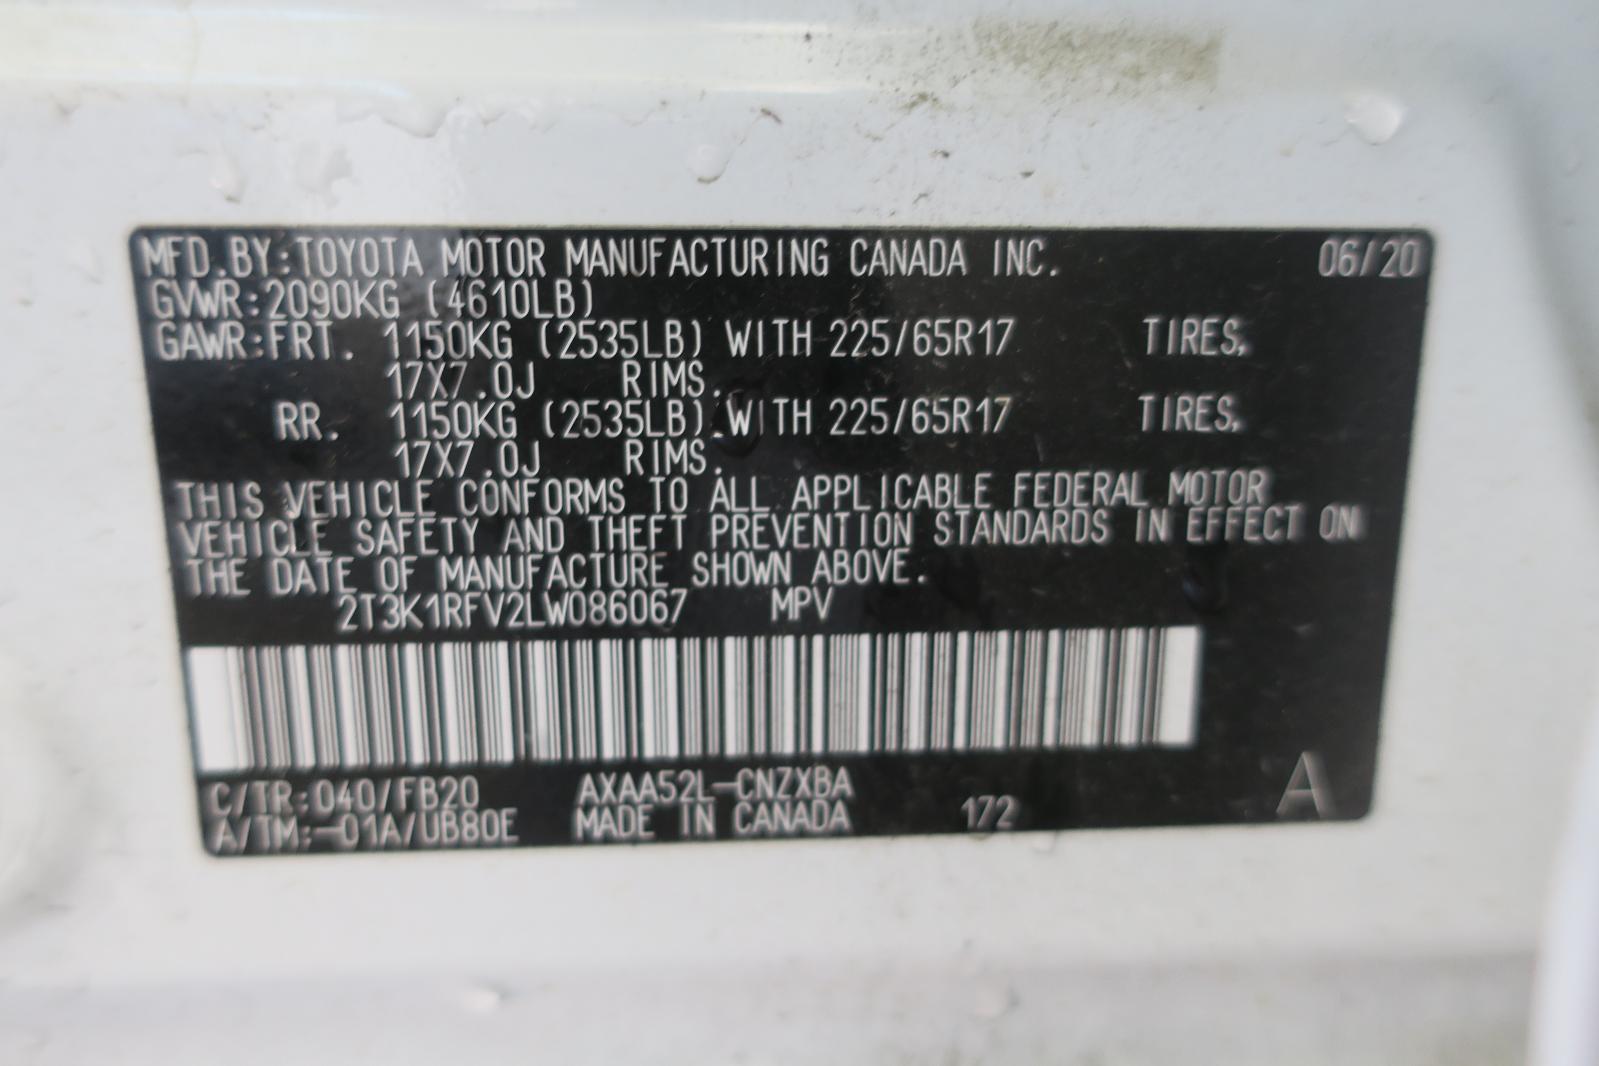 MFD.BY:TOYOTA MOTOR MANUFACTURING CANADA INC. 06/20
GVWR:2090KG (4610LB)
GAWR:FRT. 1150KG (2535LB) WITH 225/65R17 TIRES,
17X7.0J RIMS.
RR. 1150KG (2535LB) WITH 225/65R17 TIRES,
17X7.0J RIMS.
THIS VEHICLE CONFORMS TO ALL APPLICABLE FEDERAL MOTOR
VEHICLE SAFETY AND THEFT PREVENTION STANDARDS IN EFFECT ON
THE DATE OF MANUFACTURE SHOWN ABOVE.
2T3K1RFV2LW086067 MPV
C/TR:040/FB20 AXAA52L-CNZXBA A
A/TM:-01A/UB80E MADE IN CANADA 172